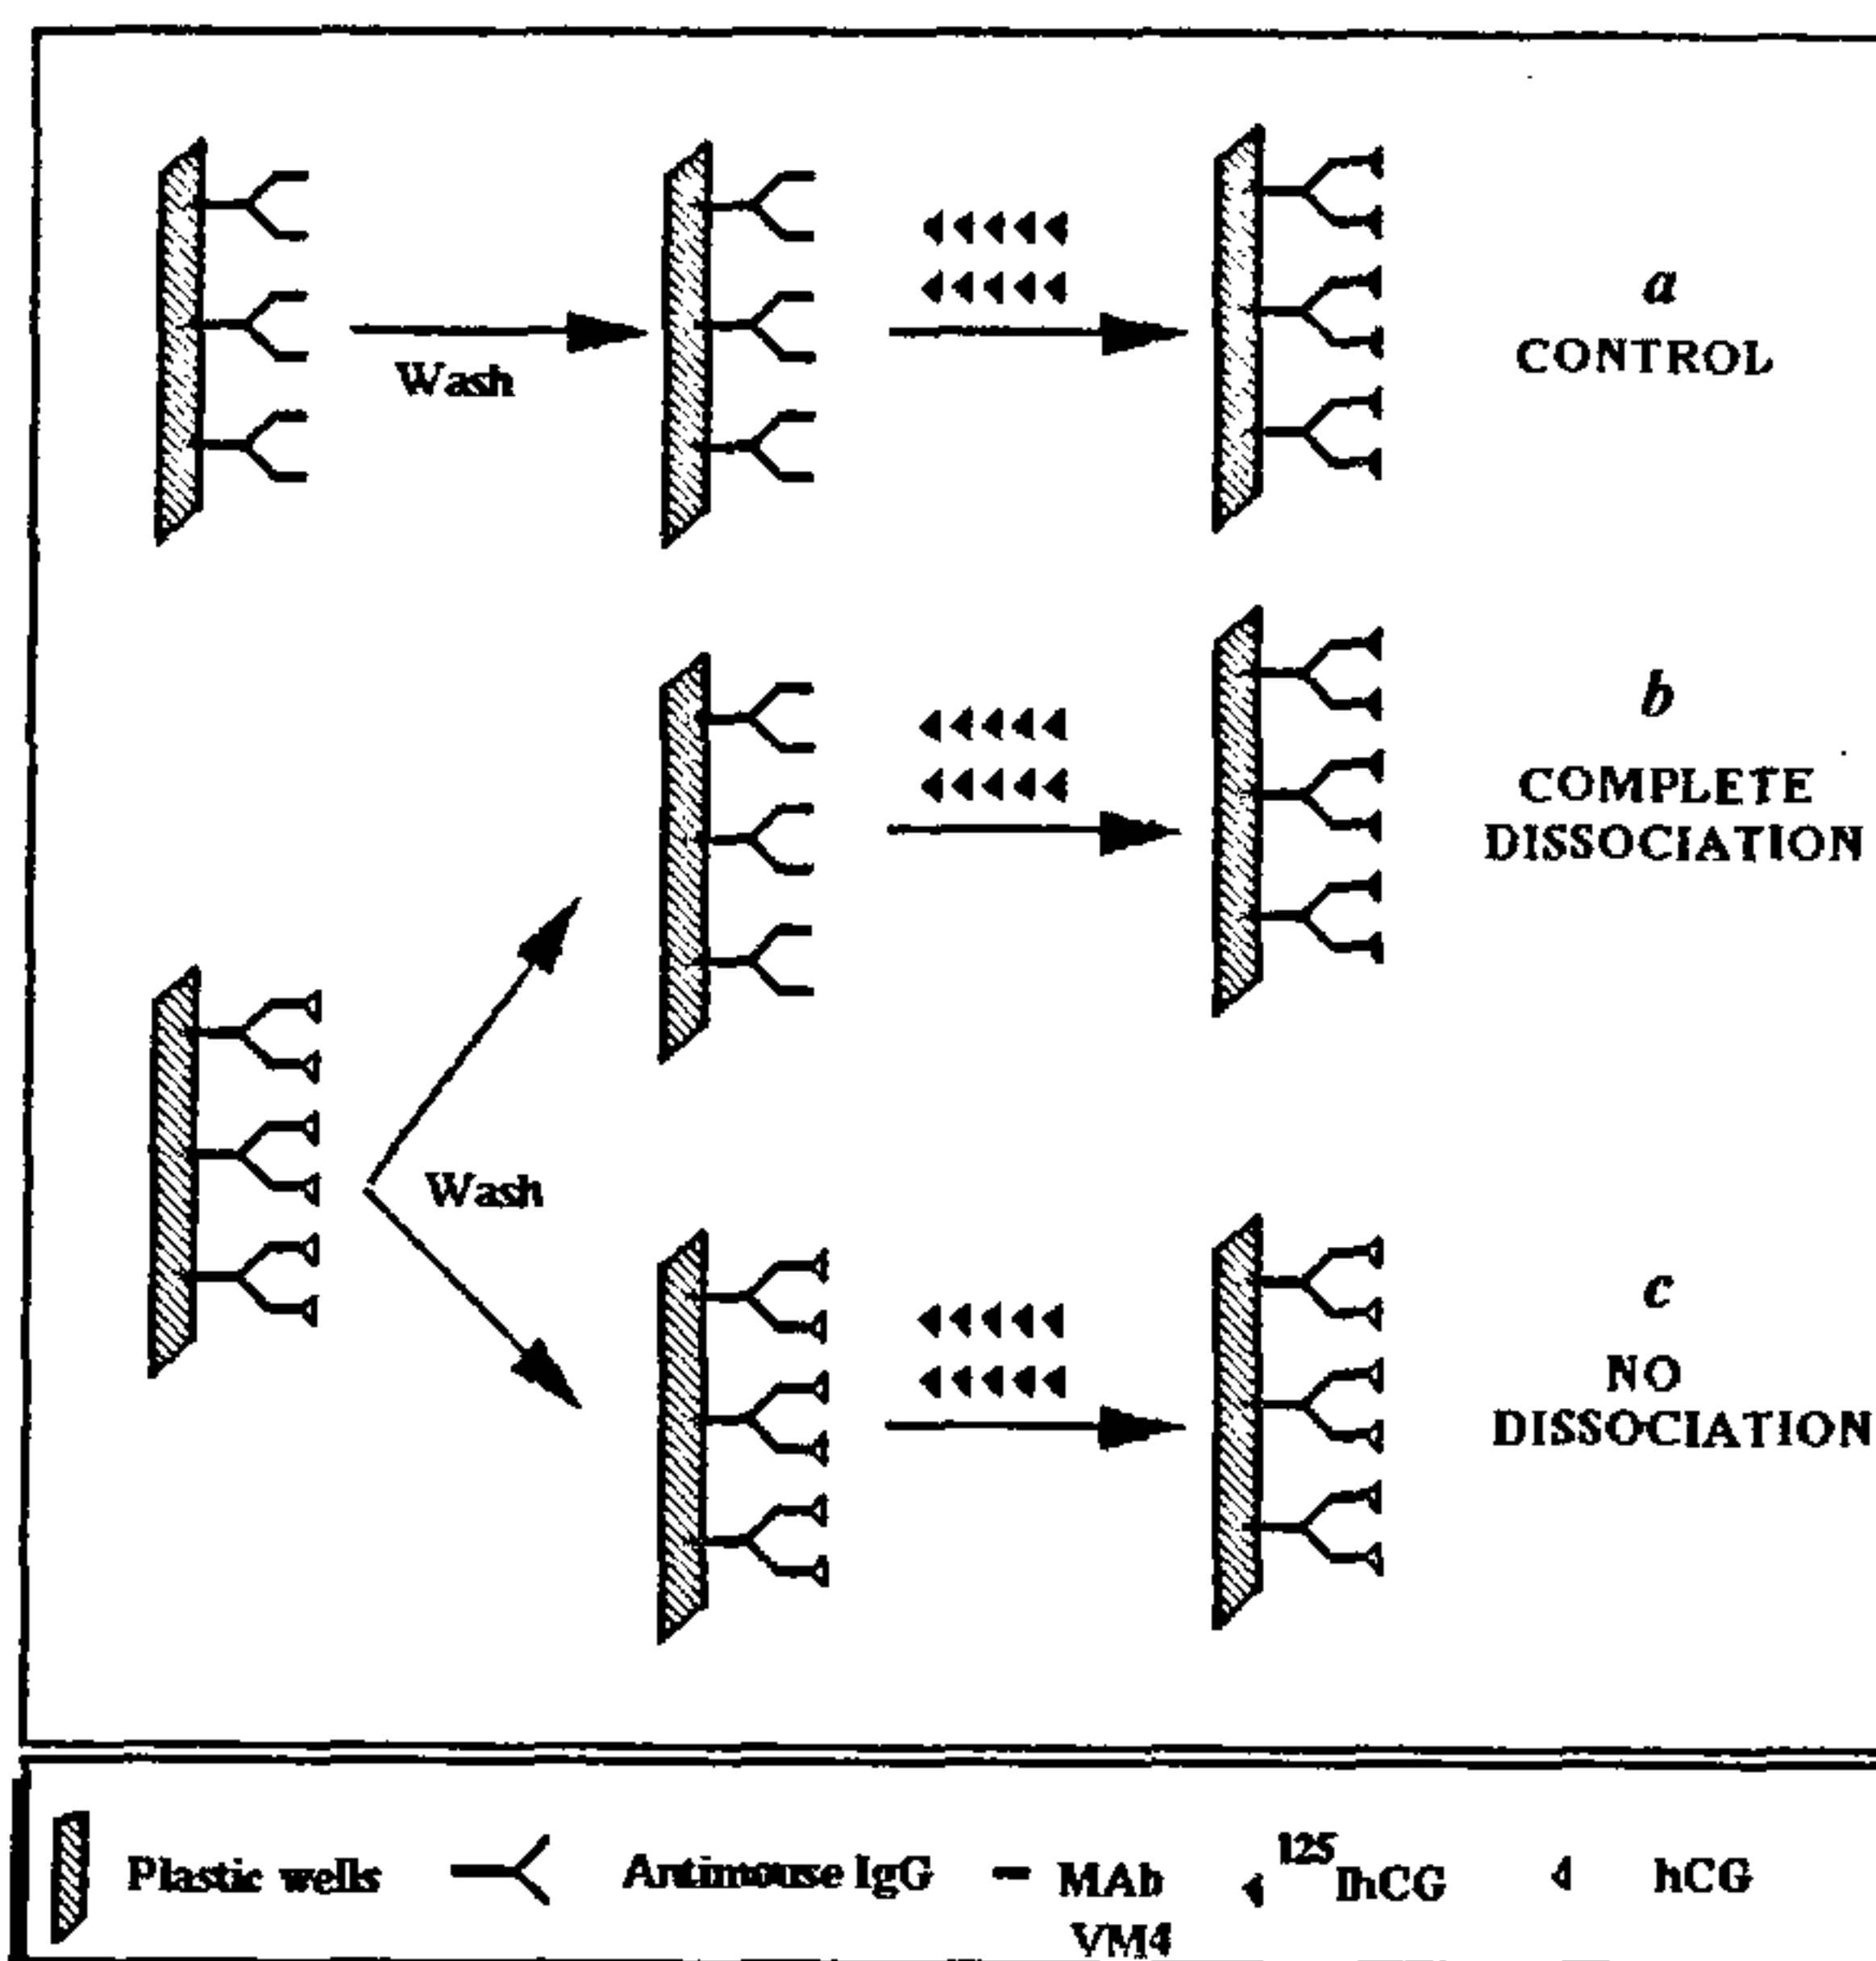 Wash
a
CONTROL
b
COMPLETE
DISSOCIATION
Wash
c
NO
DISSOCIATION
Plastic wells
Antimouse IgG
MAb
VM4
125IhCG
hCG